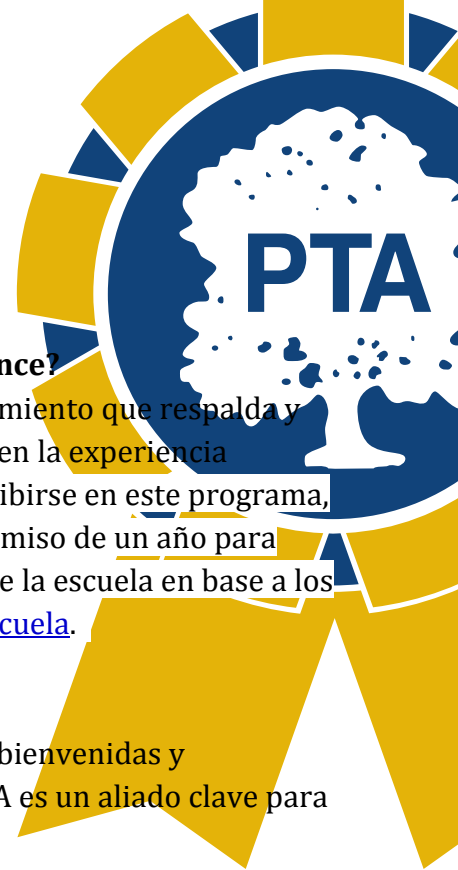 PTA
nce?
miento que respalda y
en la experiencia
ibirse en este programa,
miso de un año para
e la escuela en base a los
cuela.
bienvenidas y
A es un aliado clave para